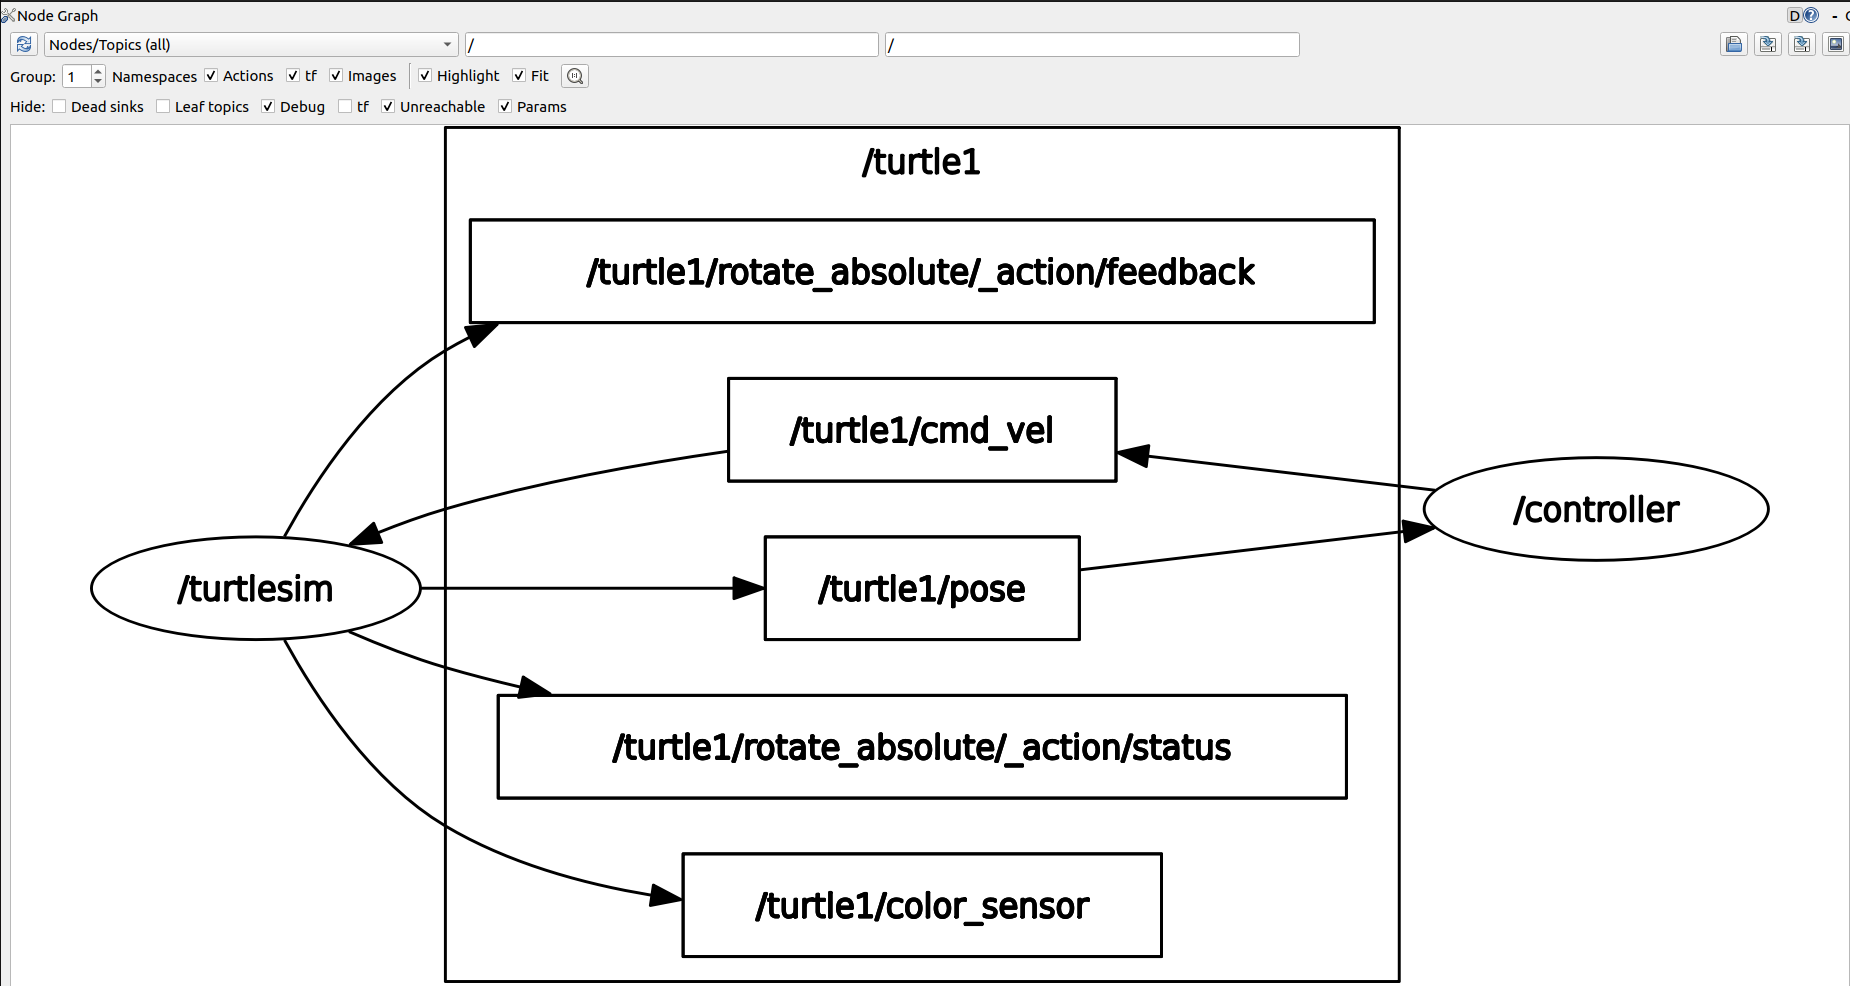 Node Graph
D ? -
Nodes/Topics (all) / /
Group: 1 Namespaces Actions tf Images Highlight Fit
Hide: Dead sinks Leaf topics Debug tf Unreachable Params
/turtle1
/turtle1/rotate_absolute/_action/feedback
/turtle1/cmd_vel
/controller
/turtlesim
/turtle1/pose
/turtle1/rotate_absolute/_action/status
/turtle1/color_sensor